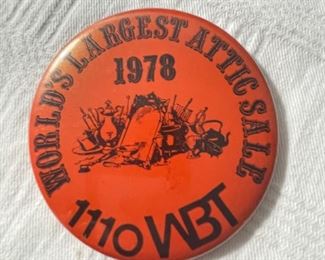 WORLD'S LARGEST ATTIC SALE
1978
1110 WBT